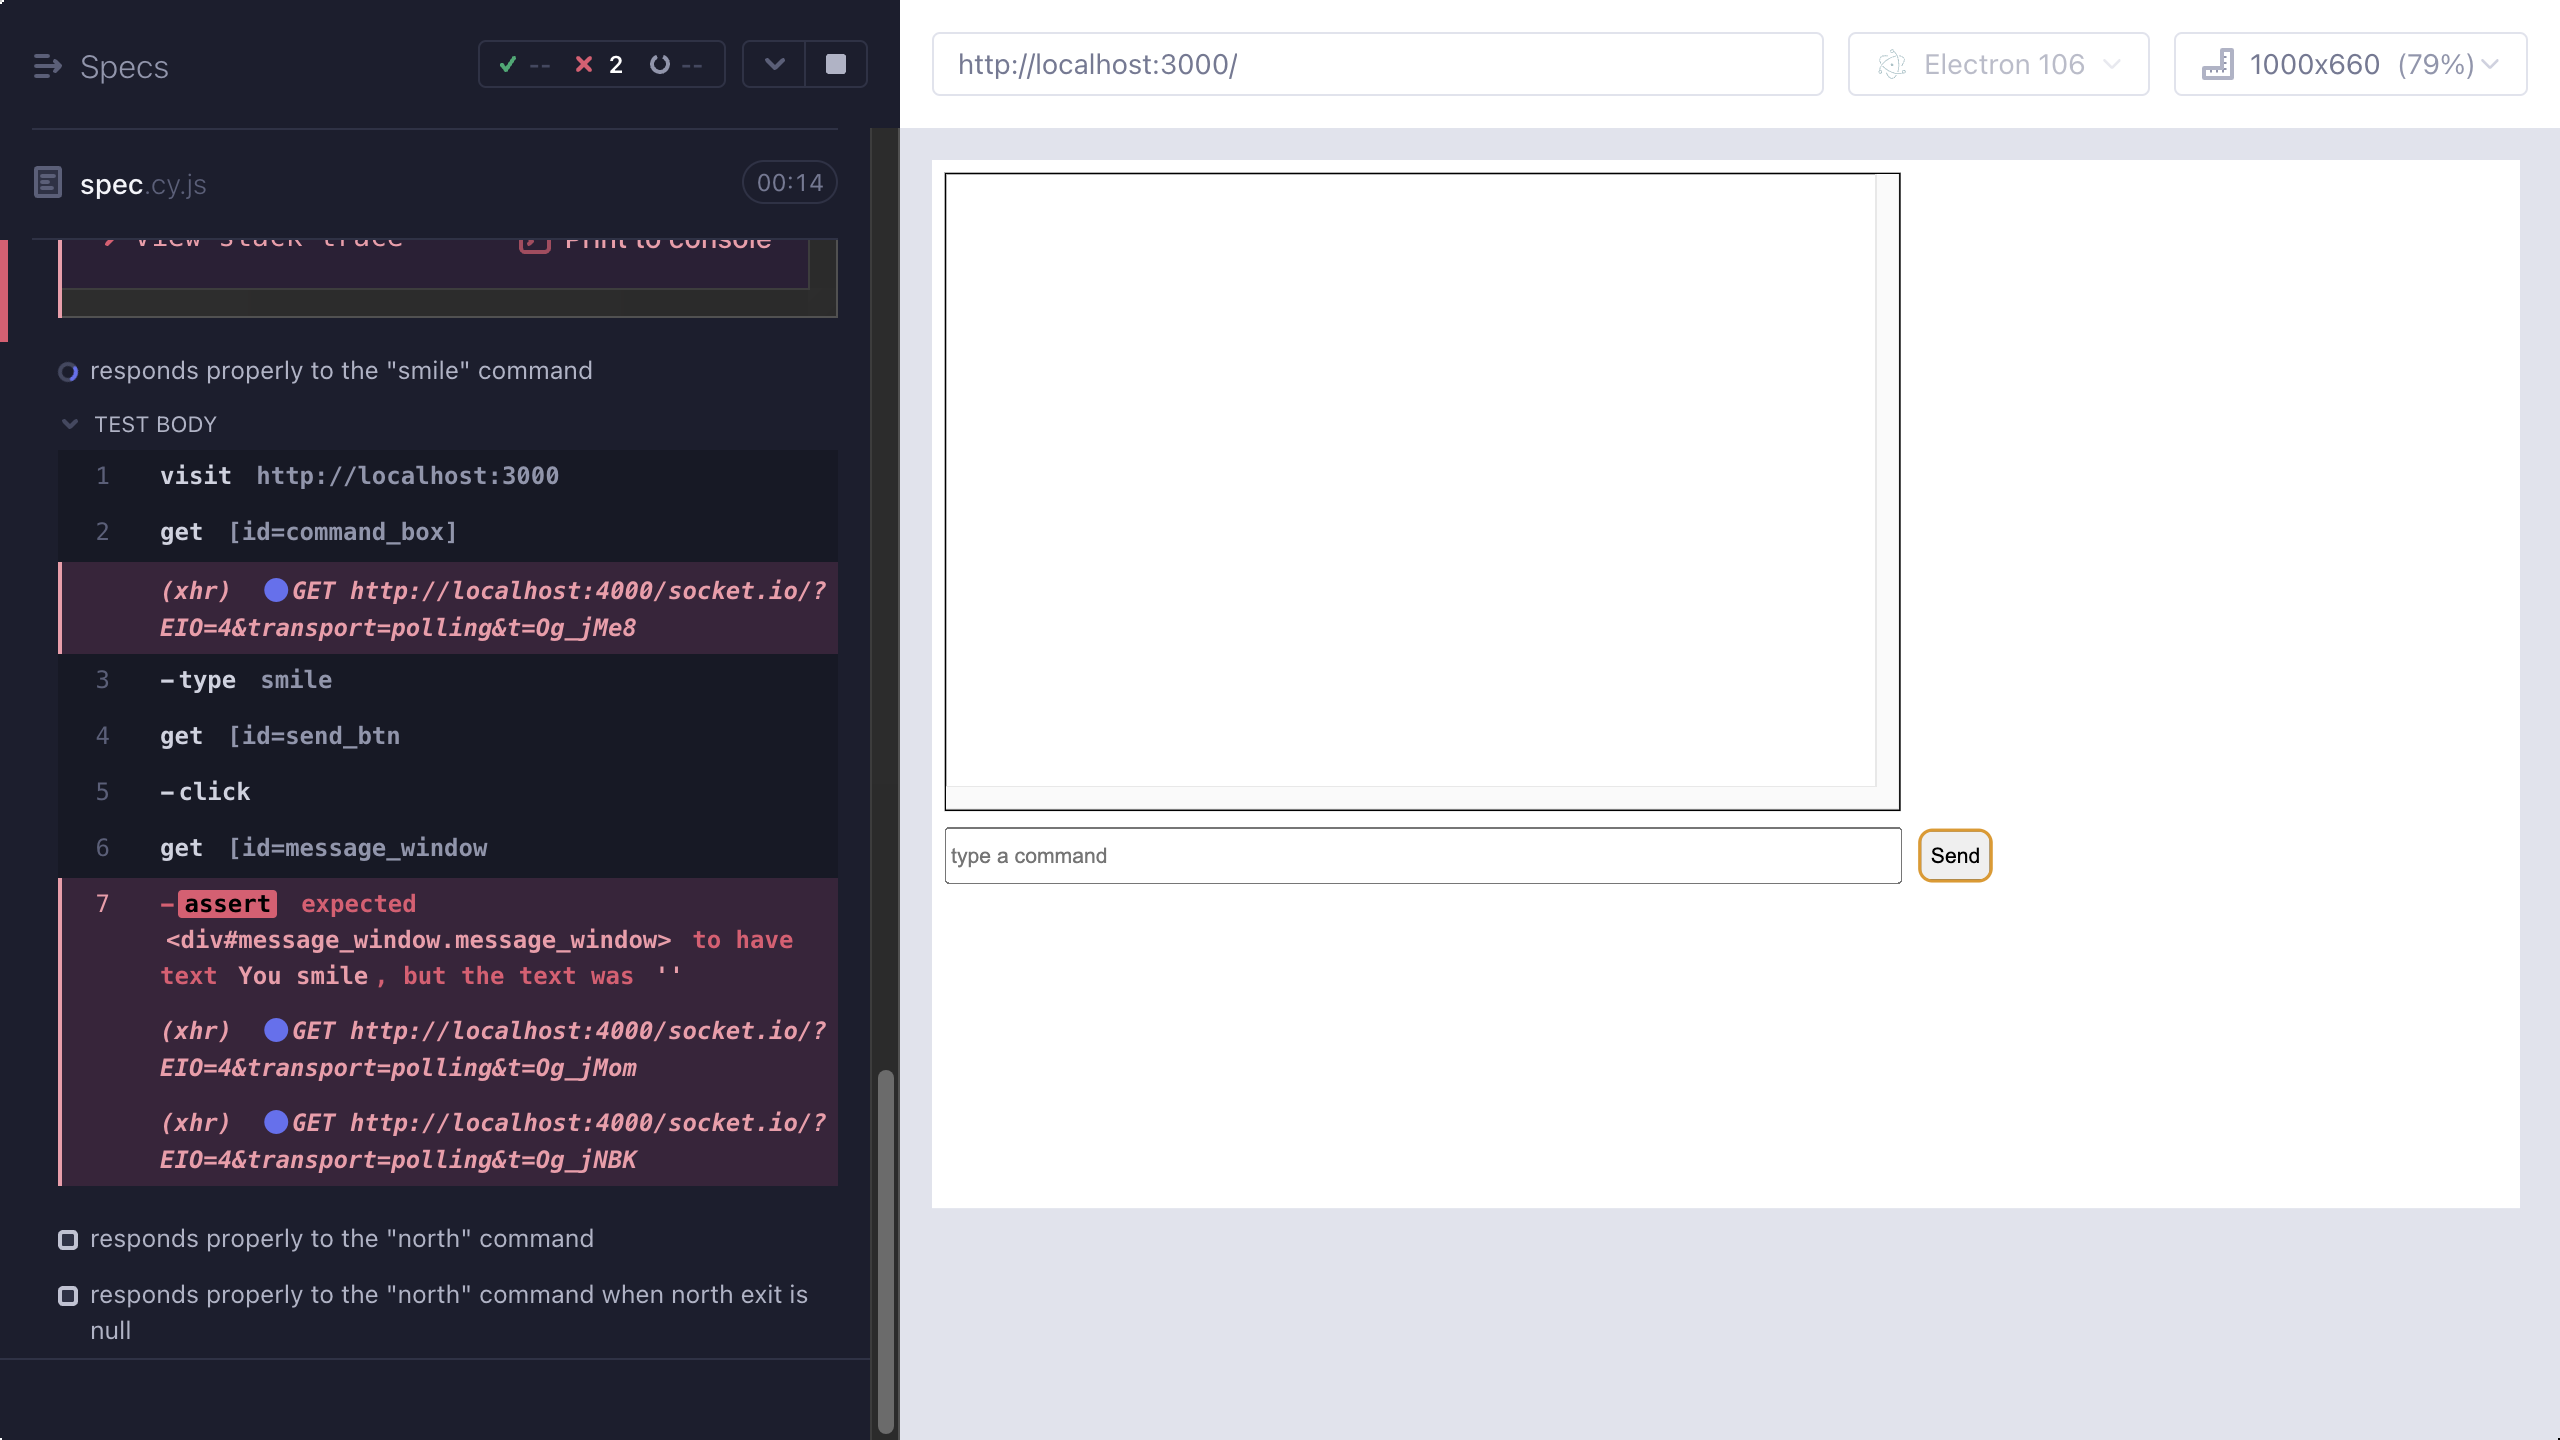 Specs
-- 2 --
http://localhost:3000/
Electron 106
1000x660 (79%)
spec.cy.js
00:14
View stack trace
Print to console
responds properly to the "smile" command
TEST BODY
1 visit http://localhost:3000
2 get [id=command_box]
(xhr) GET http://localhost:4000/socket.io/?
EIO=4&transport=polling&t=Og_jMe8
3 -type smile
4 get [id=send_btn
5 -click
6 get [id=message_window
7 -assert expected
<div#message_window.message_window> to have
text You smile, but the text was ''
(xhr) GET http://localhost:4000/socket.io/?
EIO=4&transport=polling&t=Og_jMom
(xhr) GET http://localhost:4000/socket.io/?
EIO=4&transport=polling&t=Og_jNBK
responds properly to the "north" command
responds properly to the "north" command when north exit is
null
type a command
Send